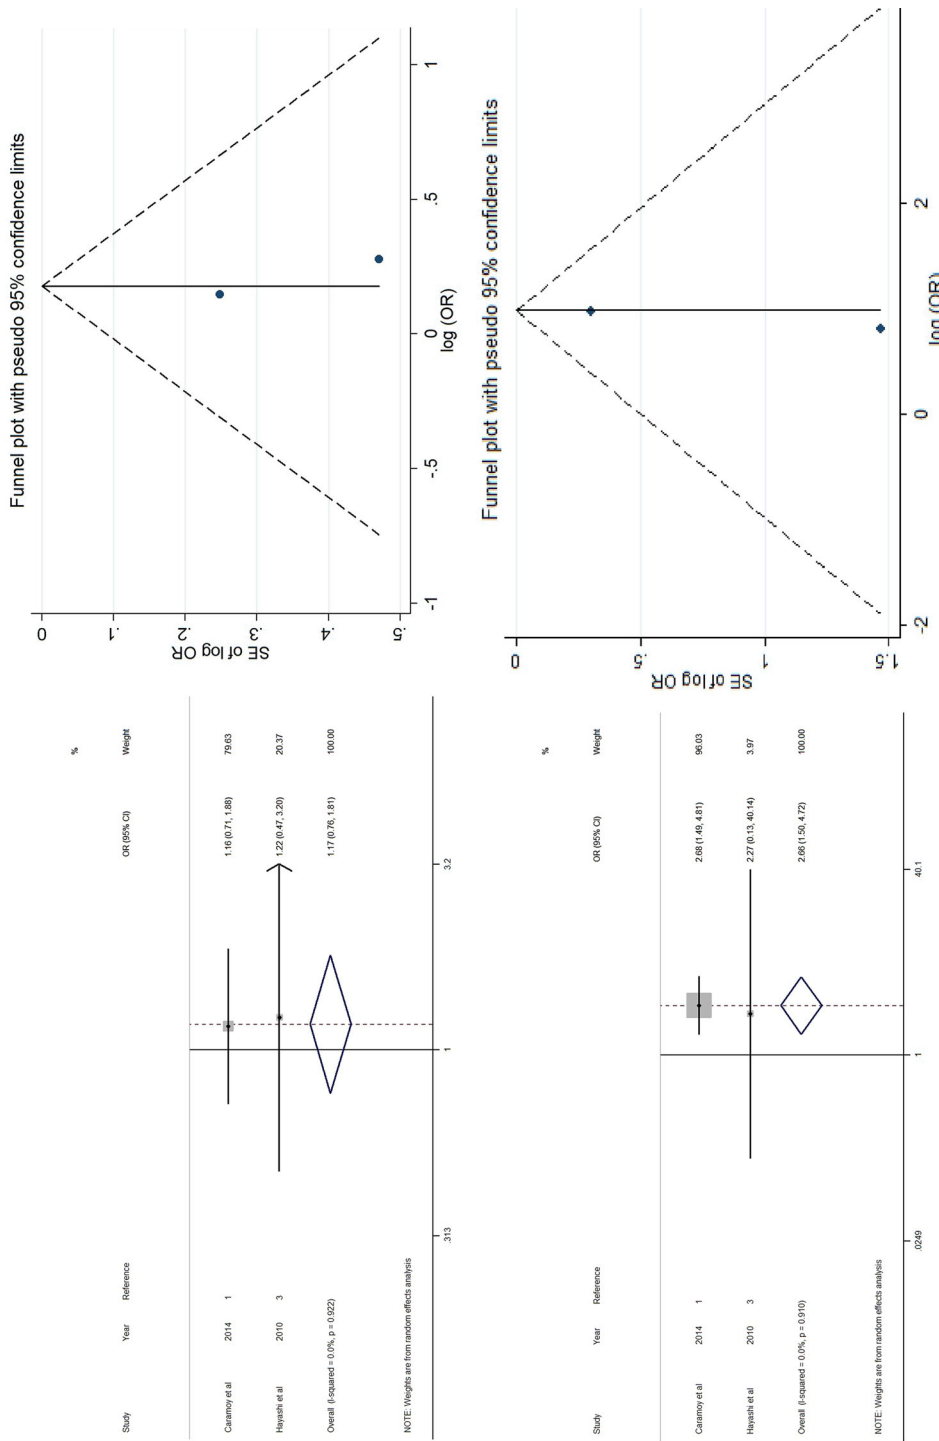 %
Study Year Reference OR (95% CI) Weight
Caramoy et al 2014 1 1.16 (0.71, 1.88) 79.63
Hayashi et al 2010 3 1.22 (0.47, 3.20) 20.37
Overall (I-squared = 0.0%, p = 0.922) 1.17 (0.76, 1.81) 100.00
NOTE: Weights are from random effects analysis
.313 1 3.2
Funnel plot with pseudo 95% confidence limits
SE of log OR
0
.1
.2
.3
.4
.5
-1 -.5 0 .5 1
log (OR)
%
Study Year Reference OR (95% CI) Weight
Caramoy et al 2014 1 2.68 (1.49, 4.81) 96.03
Hayashi et al 2010 3 2.27 (0.13, 40.14) 3.97
Overall (I-squared = 0.0%, p = 0.910) 2.66 (1.50, 4.72) 100.00
NOTE: Weights are from random effects analysis
.0249 1 40.1
Funnel plot with pseudo 95% confidence limits
SE of log OR
0
.5
1
1.5
-2 0 2
log (OR)